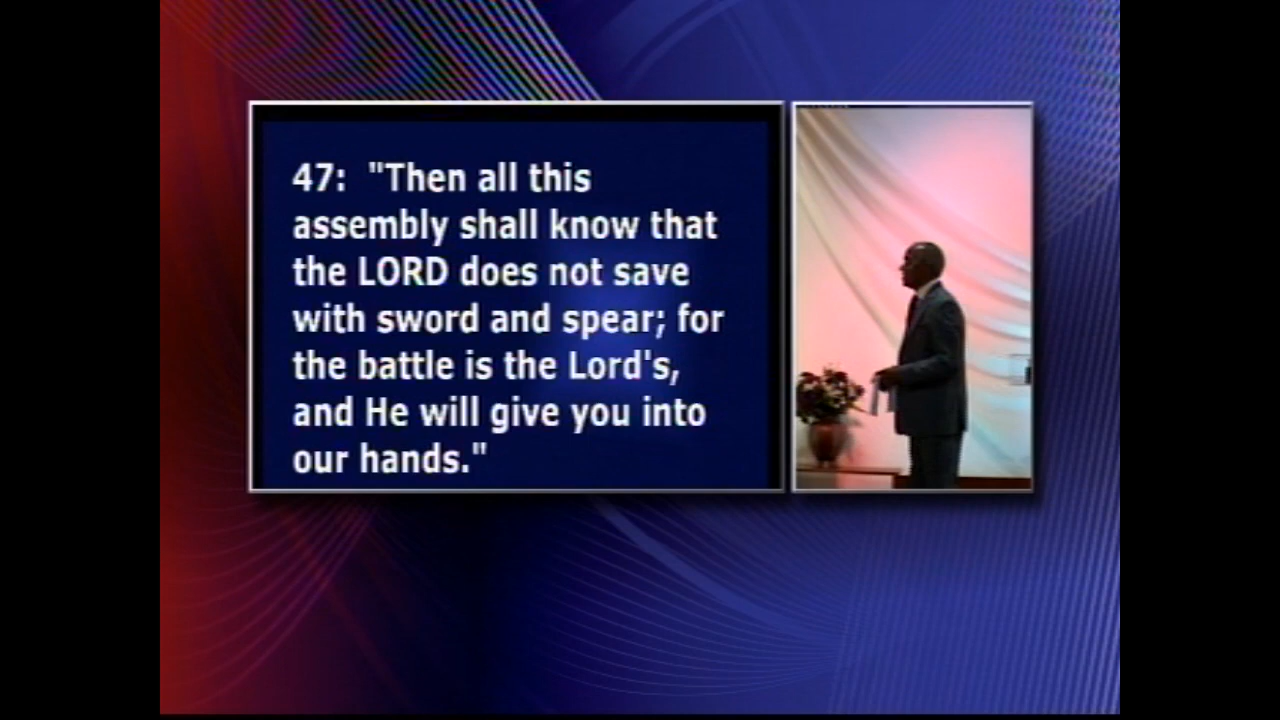 47:  "Then all this
assembly shall know that
the LORD does not save
with sword and spear; for
the battle is the Lord's,
and He will give you into
our hands."